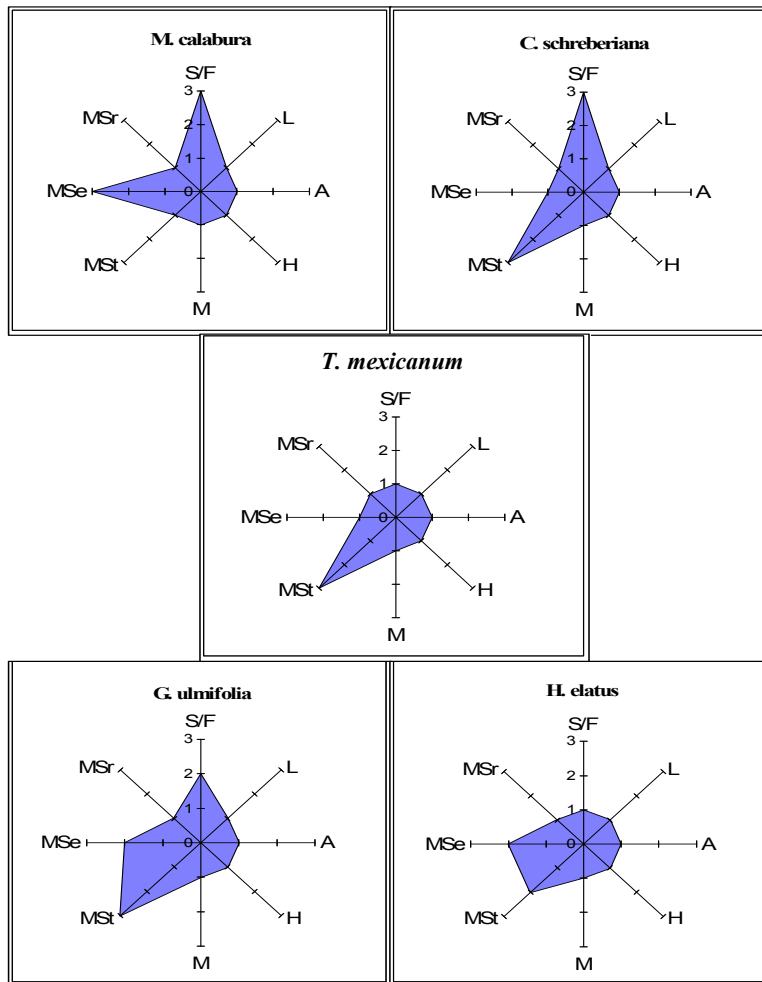 M. calabura
S/F
MSr
L
3
2
1
MSe
0
A
MSt
H
M
C. schreberiana
S/F
MSr
L
3
2
1
MSe
0
A
MSt
H
M
T. mexicanum
S/F
MSr
L
3
2
1
MSe
0
A
MSt
H
M
G. ulmifolia
S/F
MSr
L
3
2
1
MSe
0
A
MSt
H
M
H. elatus
S/F
MSr
L
3
2
1
MSe
0
A
MSt
H
M